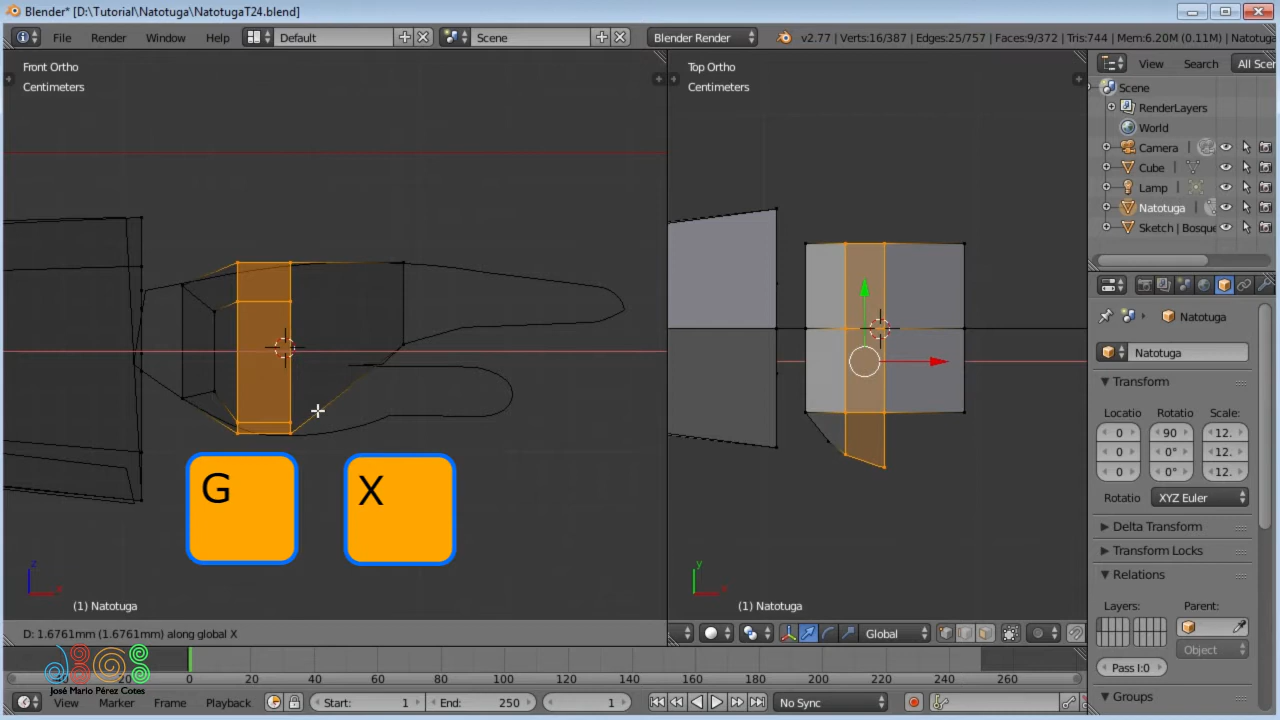 Blender* [D:\Tutorial\Natotuga\NatotugaT24.blend]
File Render Window Help Default Scene Blender Render v2.77 | Verts:16/387 | Edges:25/757 | Faces:9/372 | Tris:744 | Mem:6.20M (0.11M) | Natotuga
Front Ortho
Centimeters
Top Ortho
Centimeters
View Search All Scen
Scene
RenderLayers
World
Camera
Cube
Lamp
Natotuga
Sketch | Bosque
Natotuga
Natotuga
Transform
Locatio Rotatio Scale:
0 90 12.
0 0° 12.
0 0° 12.
Rotatio XYZ Euler
Delta Transform
Transform Locks
Relations
Layers: Parent:
Object
Pass I:0
Groups
G X
z
x
(1) Natotuga
y
x
(1) Natotuga
D: 1.6761mm (1.6761mm) along global X
Global
0 20 40 60 80 100 120 140 160 180 200 220 240 260
José Mario Pérez Cotes
View Marker Frame Playback Start: 1 End: 250 1 No Sync